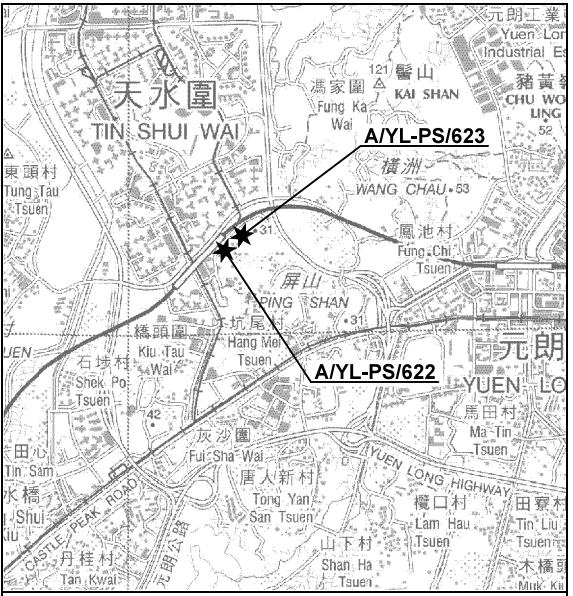 元朗工業
Yuen Lon
Industrial Es
121
髻山
KAI SHAN
馮家圍
Fung Ka
Wai
豬黃嶺
CHU WO
LING
52
天水圍
TIN SHUI WAI
A/YL-PS/623
東頭村
Tung Tau
Tsuen
橫洲
WANG CHAU
53
31
鳳池村
Fung Chi
Tsuen
屏山
PING SHAN
31
坑尾村
Hang Mei
Tsuen
橋頭圍
Kiu Tau
Wai
UEN
元朗
YUEN LO
石埗村
Shek Po
Tsuen
A/YL-PS/622
42
馬田村
Ma Tin
Tsuen
灰沙圍
Fui Sha Wai
田心
Tin Sam
YUEN LONG HIGHWAY
唐人新村
Tong Yan
San Tsuen
水橋
Shui
iu
CASTLE PEAK ROAD
欖口村
Lam Hau
Tsuen
田寮村
Tin Liu
Tsuen
元朗公路
山下村
Shan Ha
Tsuen
丹桂村
Tan Kwai
木橋頭
Muk Kiu